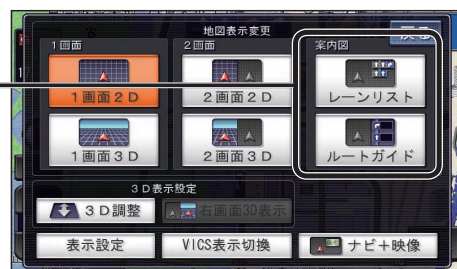 地図表示変更
戻る
1画面
2画面
案内図
1画面2D
2画面2D
レーンリスト
1画面3D
2画面3D
ルートガイド
3D表示設定
3D調整
右画面3D表示
表示設定
VICS表示切換
ナビ+映像